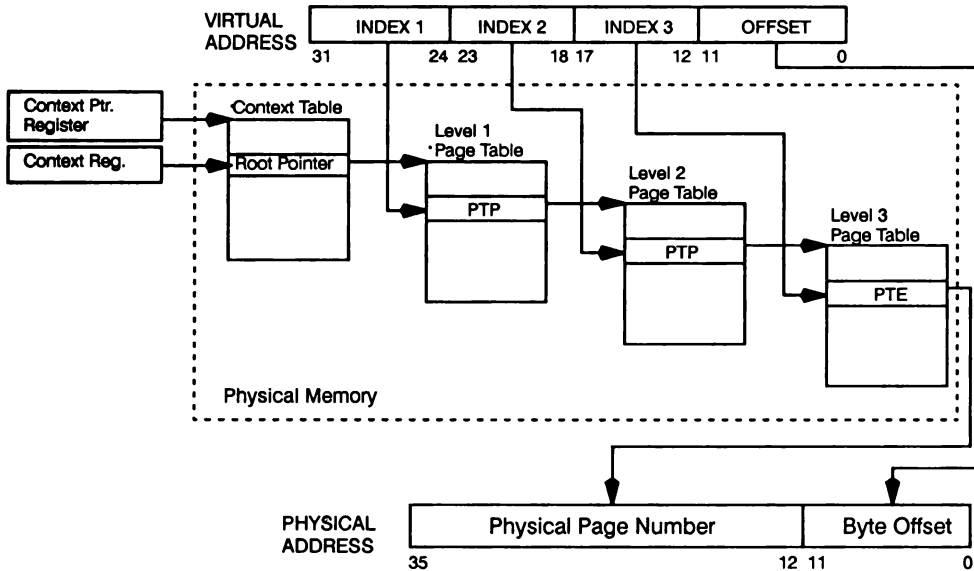 VIRTUAL
ADDRESS
INDEX 1 INDEX 2 INDEX 3 OFFSET
31 24 23 18 17 12 11 0
Context Ptr.
Register
Context Reg.
Context Table
Root Pointer
Level 1
Page Table
PTP
Level 2
Page Table
PTP
Level 3
Page Table
PTE
Physical Memory
PHYSICAL
ADDRESS
Physical Page Number Byte Offset
35 12 11 0